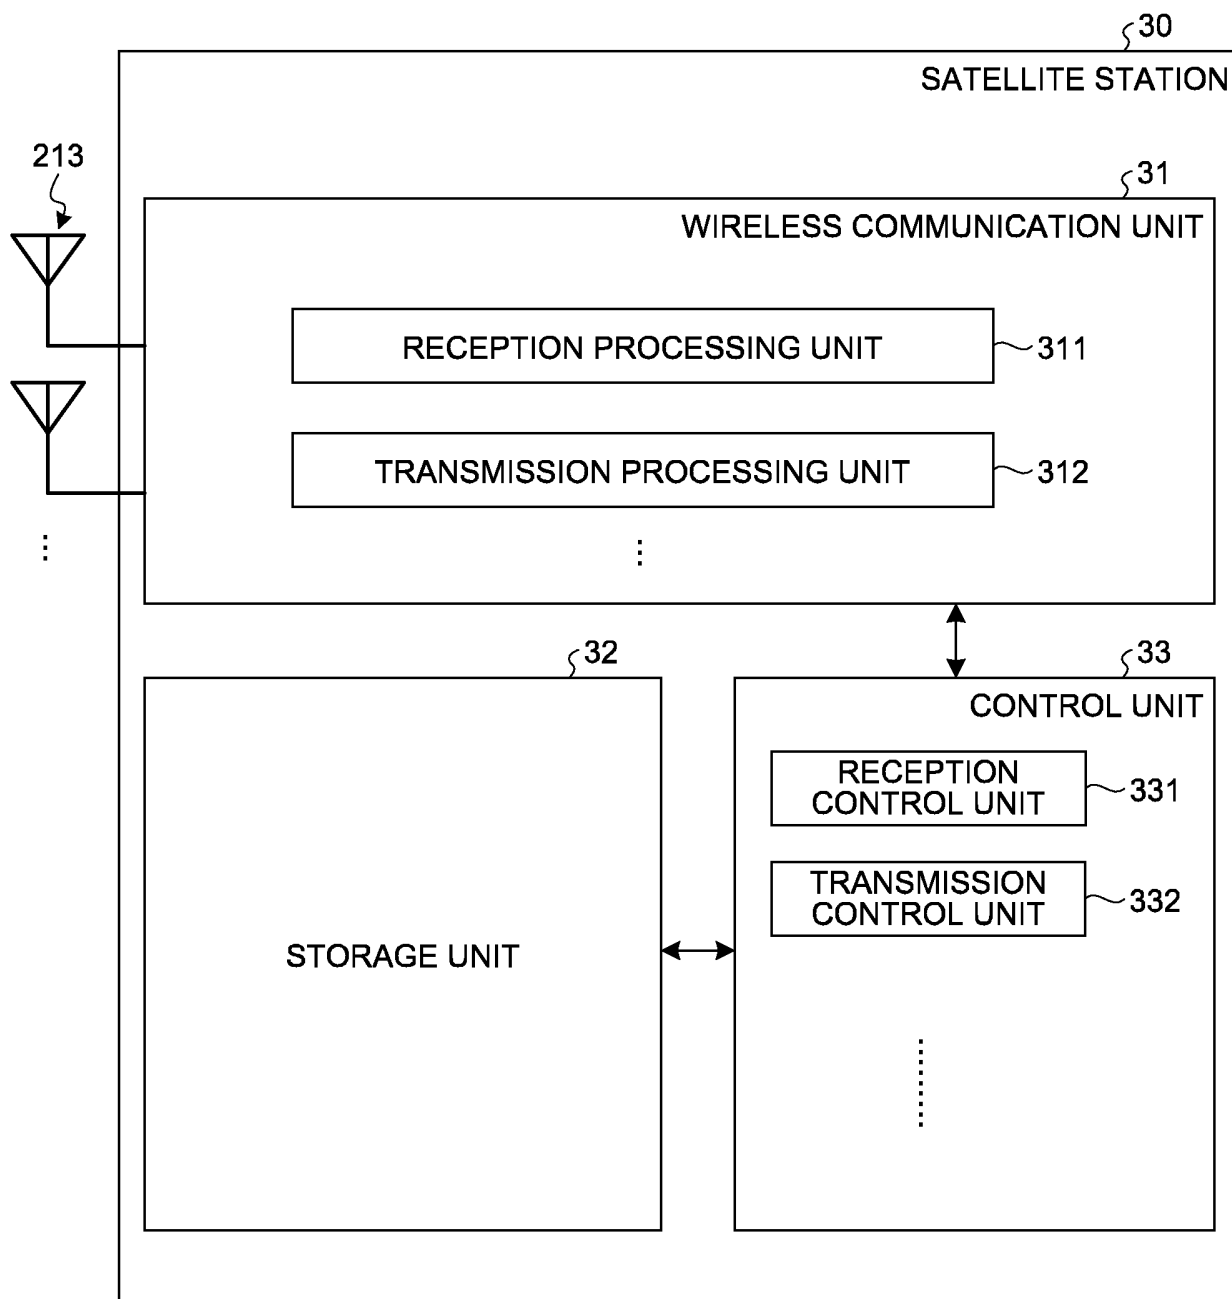 30
SATELLITE STATION
213
31
WIRELESS COMMUNICATION UNIT
RECEPTION PROCESSING UNIT
311
TRANSMISSION PROCESSING UNIT
312
32
STORAGE UNIT
33
CONTROL UNIT
RECEPTION
CONTROL UNIT
331
TRANSMISSION
CONTROL UNIT
332